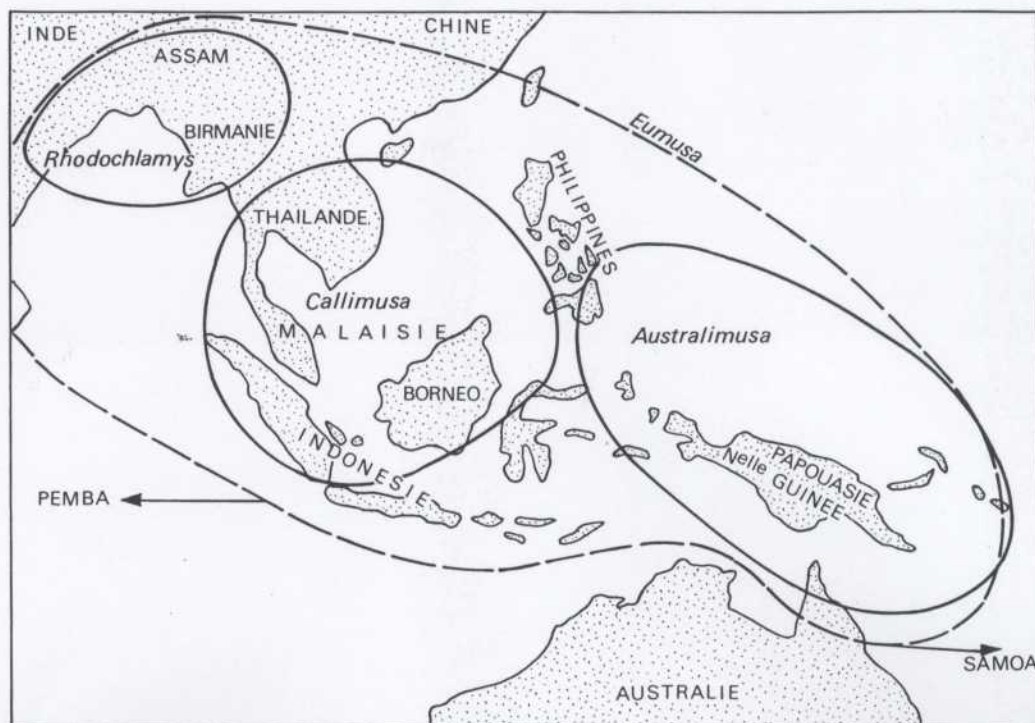 INDE
CHINE
ASSAM
BIRMANIE
Rhodochlamys
Eumusa
PHILIPPINES
THAILANDE
Callimusa
MALAISIE
Australimusa
BORNEO
INDONESIE
PAPOUASIE
Nelle GUINEE
PEMBA
SAMOA
AUSTRALIE